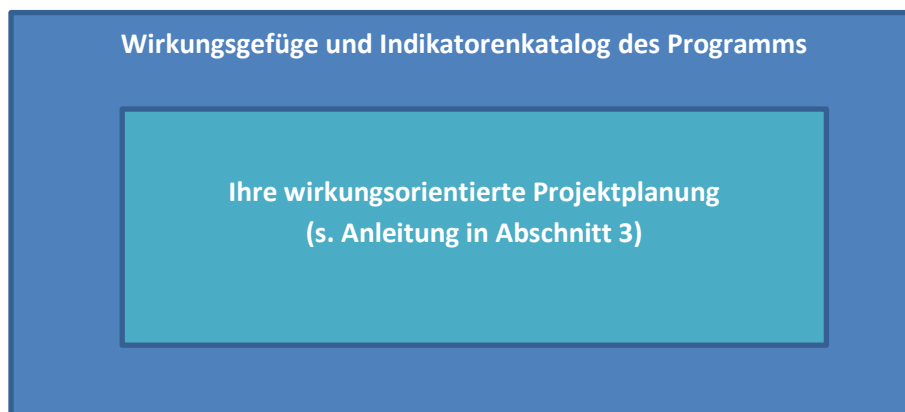 Wirkungsgefüge und Indikatorenkatalog des Programms
Ihre wirkungsorientierte Projektplanung
(s. Anleitung in Abschnitt 3)